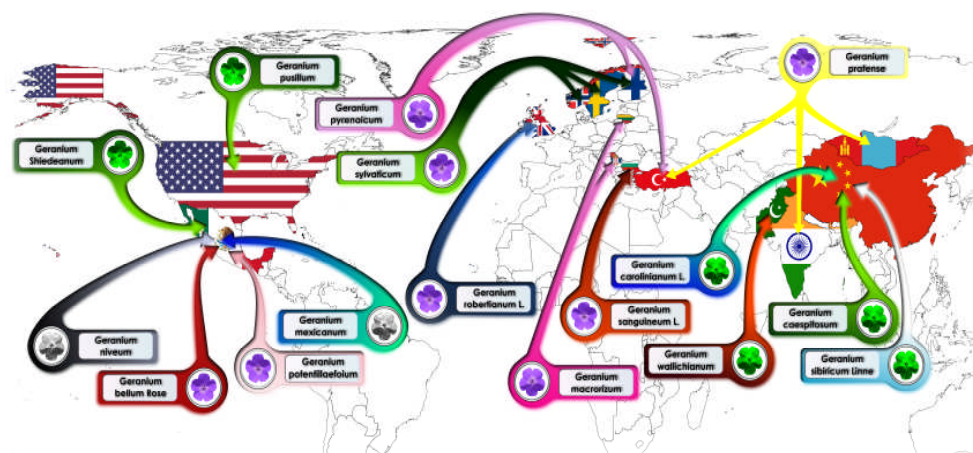 Geranium
pusillum
Geranium
pratense
Geranium
pyrenaicum
Geranium
Shiedeanum
Geranium
sylvaticum
Geranium
carolinianum L.
Geranium
robertianum L.
Geranium
sanguineum L.
Geranium
caespitosum
Geranium
mexicanum
Geranium
niveum
Geranium
wallichianum
Geranium
sibiricum Linne
Geranium
potentillaefoium
Geranium
bellum Rose
Geranium
macrorizum